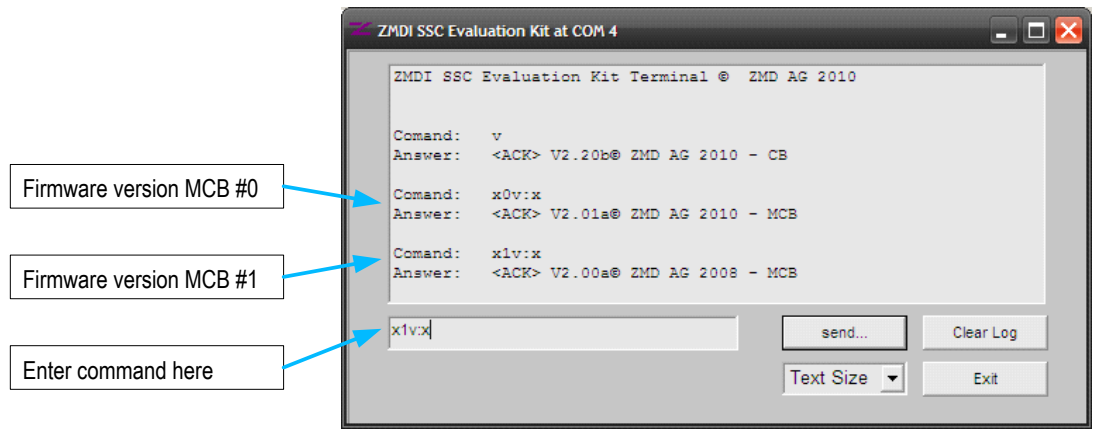 ZMDI SSC Evaluation Kit at COM 4
ZMDI SSC Evaluation Kit Terminal © ZMD AG 2010
Comand: v
Answer: <ACK> V2.20b© ZMD AG 2010 - CB
Firmware version MCB #0
Comand: x0v:x
Answer: <ACK> V2.01a© ZMD AG 2010 - MCB
Firmware version MCB #1
Comand: x1v:x
Answer: <ACK> V2.00a© ZMD AG 2008 - MCB
Enter command here
x1v:x
send...
Clear Log
Text Size
Exit